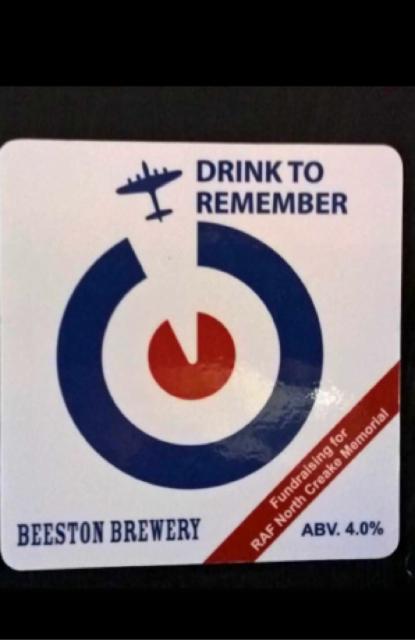 DRINK TO
REMEMBER
Fundraising for
RAF North Creake Memorial
BEESTON BREWERY
ABV. 4.0%